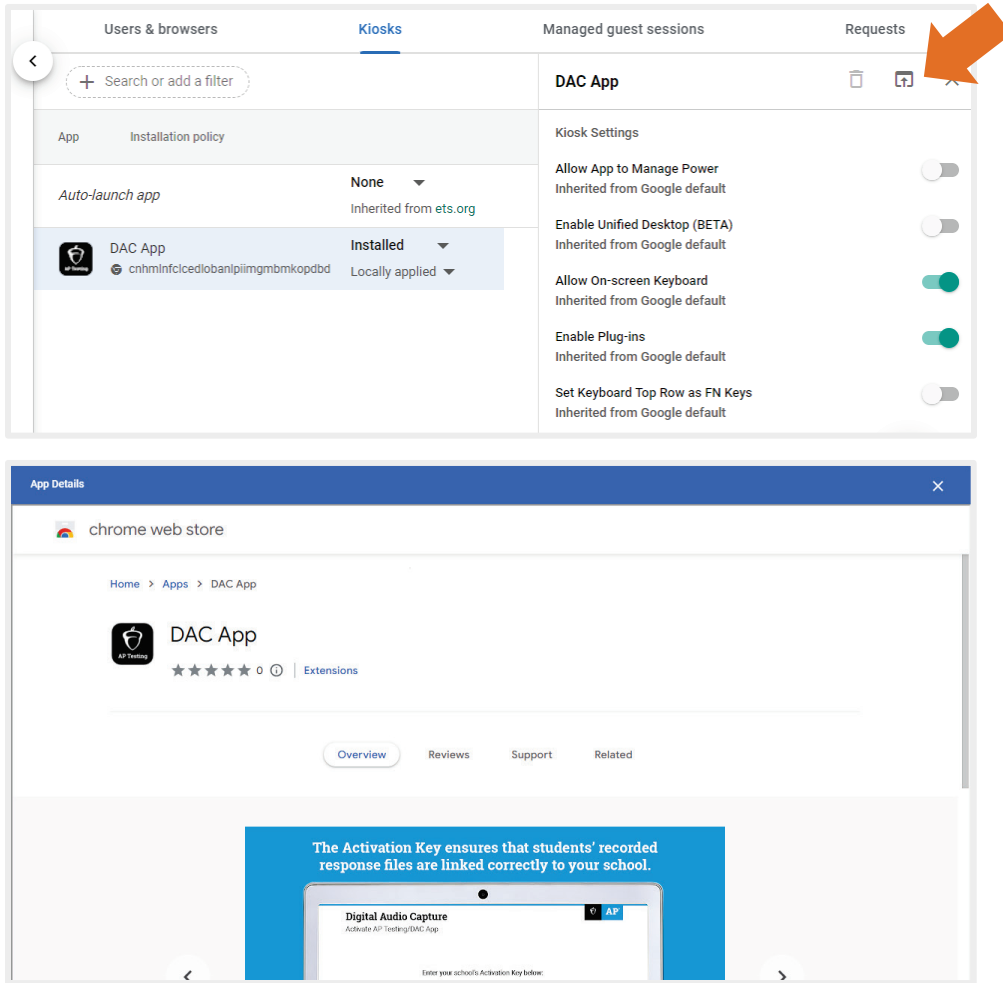 Users & browsers
Kiosks
Managed guest sessions
Requests
Search or add a filter
App
Installation policy
Auto-launch app
None
Inherited from ets.org
AP Testing
DAC App
cnhmlnfclcedlobanlpiimgmbmkopdbd
Installed
Locally applied
DAC App
Kiosk Settings
Allow App to Manage Power
Inherited from Google default
Enable Unified Desktop (BETA)
Inherited from Google default
Allow On-screen Keyboard
Inherited from Google default
Enable Plug-ins
Inherited from Google default
Set Keyboard Top Row as FN Keys
Inherited from Google default
App Details
chrome web store
Home > Apps > DAC App
AP Testing
DAC App
0
Extensions
Overview
Reviews
Support
Related
The Activation Key ensures that students’ recorded
response files are linked correctly to your school.
Digital Audio Capture
AP
Activate AP Testing/DAC App
Enter your school's Activation Key below: